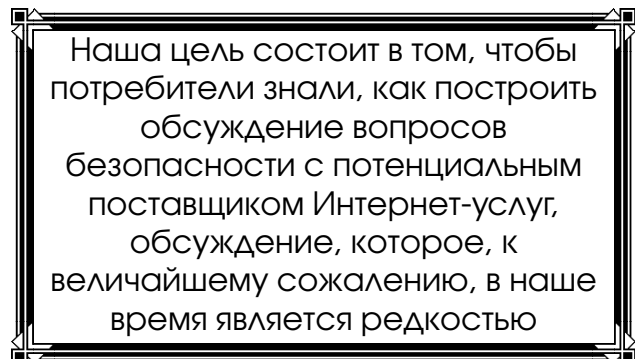 Наша цель состоит в том, чтобы
потребители знали, как построить
обсуждение вопросов
безопасности с потенциальным
поставщиком Интернет-услуг,
обсуждение, которое, к
величайшему сожалению, в наше
время является редкостью